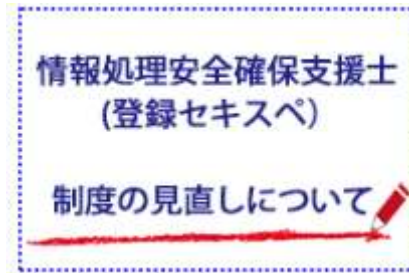 情報処理安全確保支援士
(登録セキスペ）
制度の見直しについて